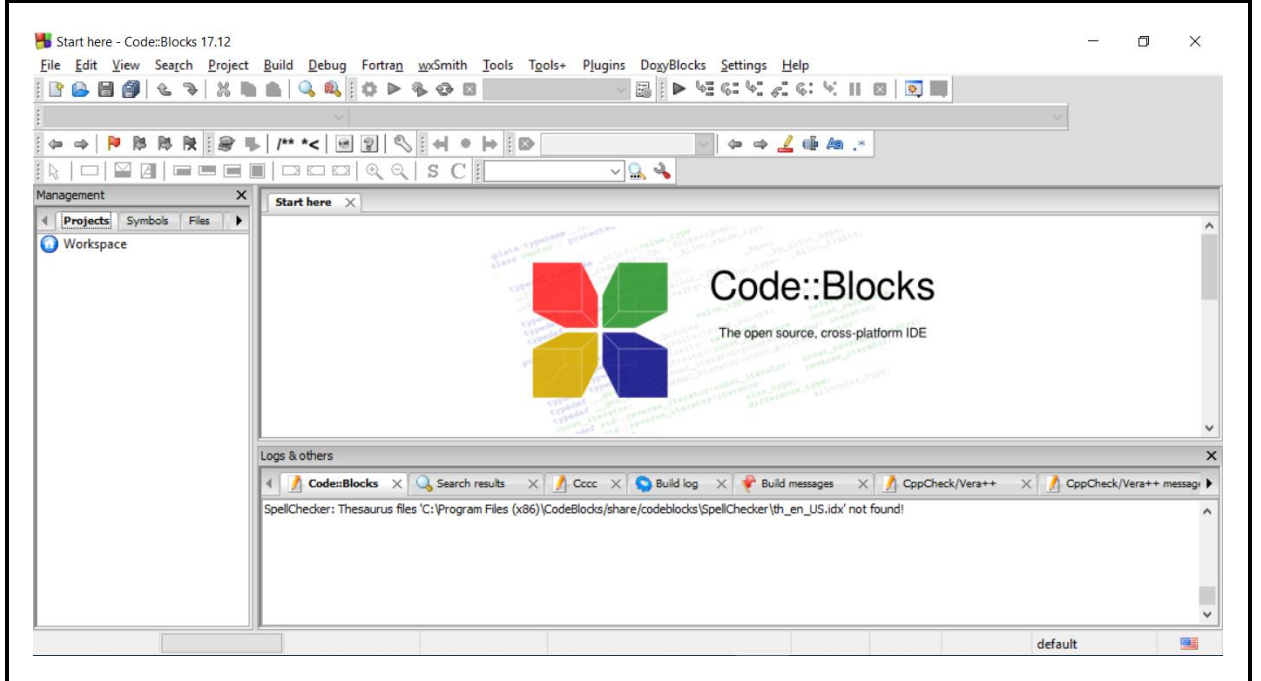 Start here - Code::Blocks 17.12
File Edit View Search Project Build Debug Fortran wxSmith Tools Tools+ Plugins DoxyBlocks Settings Help
/** *<
S C
Management
Start here
Projects Symbols Files
Workspace
Code::Blocks
The open source, cross-platform IDE
Logs & others
Code::Blocks Search results Cccc Build log Build messages CppCheck/Vera++ CppCheck/Vera++ messag
SpellChecker: Thesaurus files 'C:\Program Files (x86)\CodeBlocks/share/codeblocks\SpellChecker\th_en_US.idx' not found!
default